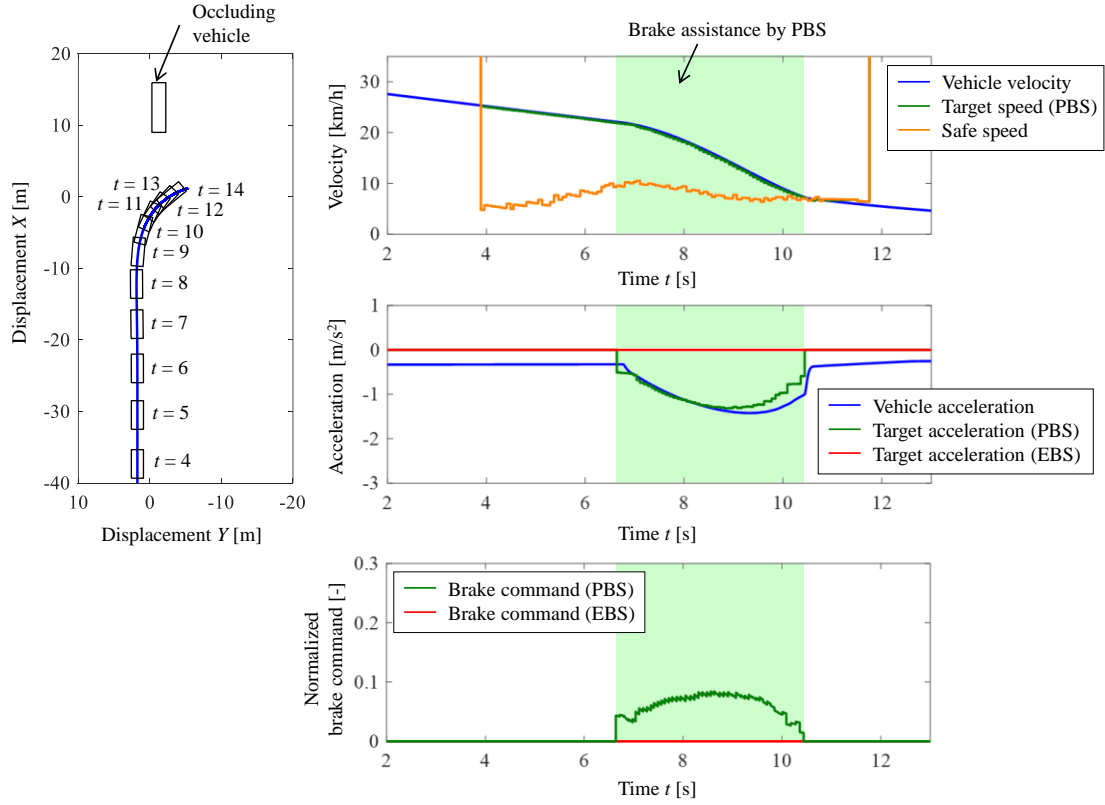 Occluding
vehicle
20
10
0
-10
-20
-30
-40
10
0
-10
-20
Displacement X [m]
Displacement Y [m]
t = 13
t = 14
t = 11
t = 12
t = 10
t = 9
t = 8
t = 7
t = 6
t = 5
t = 4
Brake assistance by PBS
30
20
10
0
2
4
6
8
10
12
Velocity [km/h]
Time t [s]
Vehicle velocity
Target speed (PBS)
Safe speed
1
0
-1
-2
-3
2
4
6
8
10
12
Acceleration [m/s²]
Time t [s]
Vehicle acceleration
Target acceleration (PBS)
Target acceleration (EBS)
0.3
0.2
0.1
0
2
4
6
8
10
12
Normalized
brake command [-]
Time t [s]
Brake command (PBS)
Brake command (EBS)